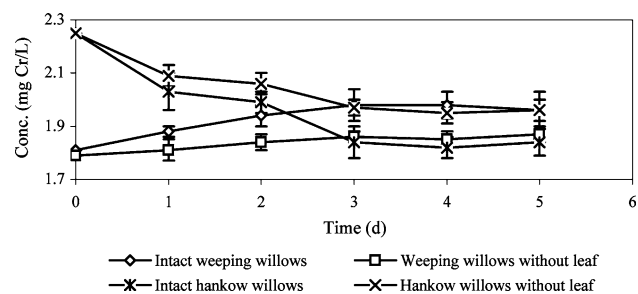 2.3
2.1
1.9
1.7
Conc. (mg Cr/L)
0 1 2 3 4 5 6
Time (d)
Intact weeping willows Weeping willows without leaf
Intact hankow willows Hankow willows without leaf